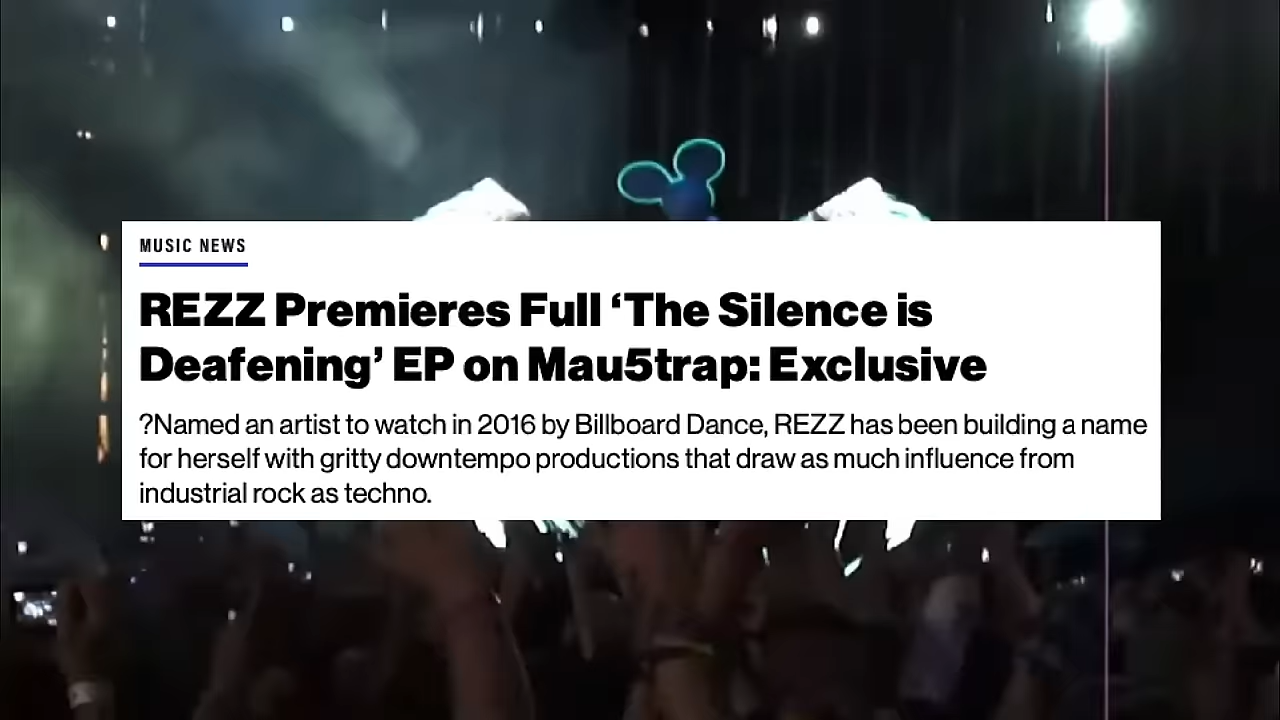 MUSIC NEWS
REZZ Premieres Full ‘The Silence is
Deafening’ EP on Mau5trap: Exclusive
?Named an artist to watch in 2016 by Billboard Dance, REZZ has been building a name
for herself with gritty downtempo productions that draw as much influence from
industrial rock as techno.